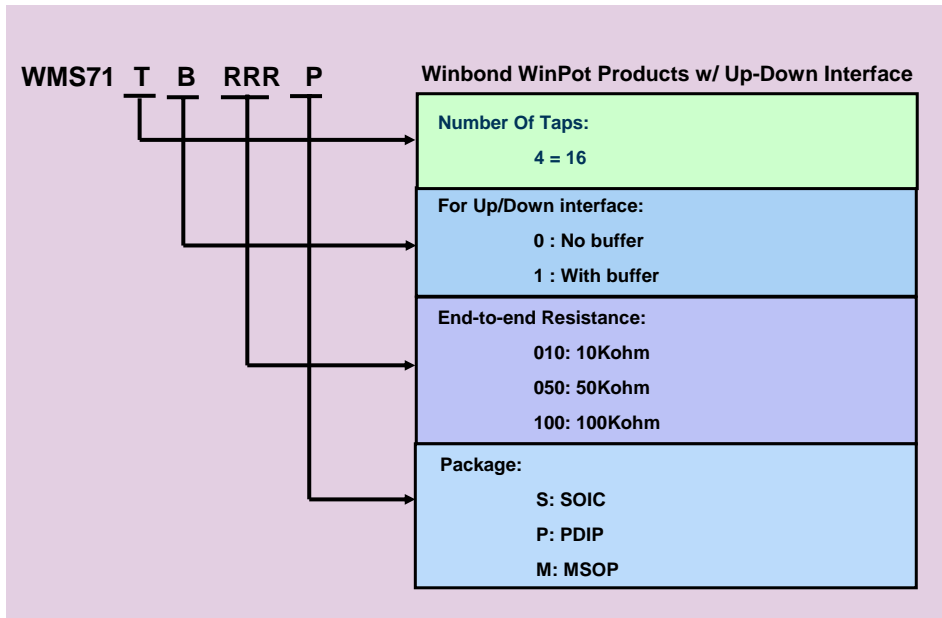 WMS71 T B RRR P
Winbond WinPot Products w/ Up-Down Interface
Number Of Taps:
4 = 16
For Up/Down interface:
0 : No buffer
1 : With buffer
End-to-end Resistance:
010: 10Kohm
050: 50Kohm
100: 100Kohm
Package:
S: SOIC
P: PDIP
M: MSOP